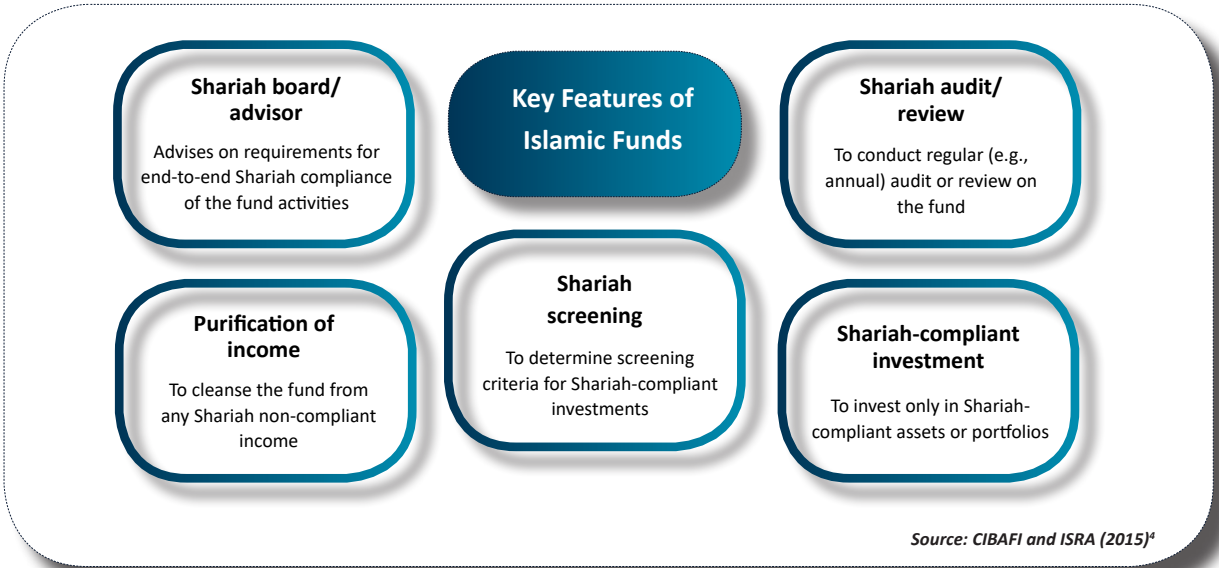 Key Features of
Islamic Funds
Shariah board/
advisor
Advises on requirements for
end-to-end Shariah compliance
of the fund activities
Shariah audit/
review
To conduct regular (e.g.,
annual) audit or review on
the fund
Purification of
income
To cleanse the fund from
any Shariah non-compliant
income
Shariah
screening
To determine screening
criteria for Shariah-compliant
investments
Shariah-compliant
investment
To invest only in Shariah-
compliant assets or portfolios
Source: CIBAFI and ISRA (2015)⁴